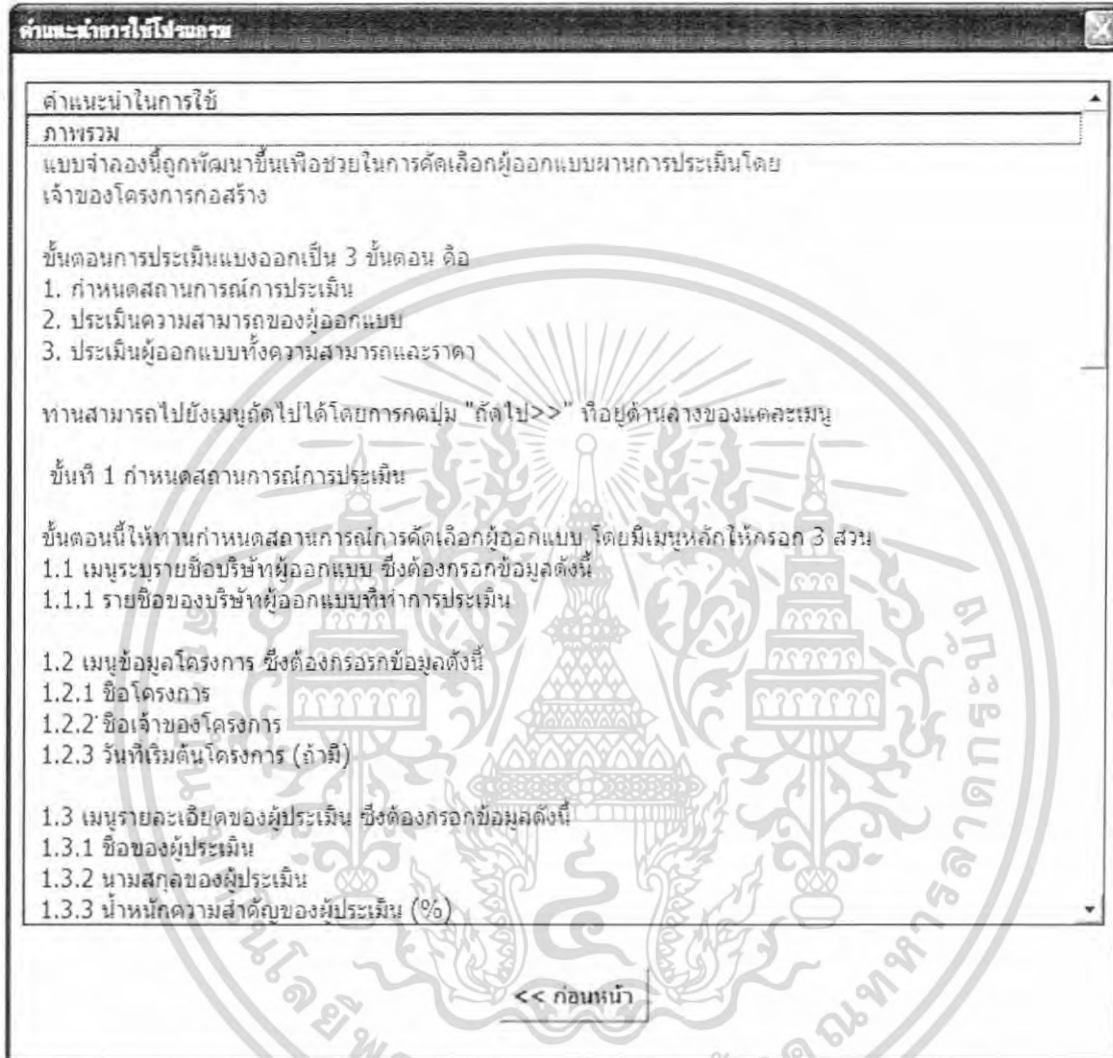 คำแนะนำการใช้โปรแกรม
คำแนะนำในการใช้
ภาพรวม
แบบจำลองนี้ถูกพัฒนาขึ้นเพื่อช่วยในการคัดเลือกผู้ออกแบบผ่านการประเมินโดย
เจ้าของโครงการก่อสร้าง
ขั้นตอนการประเมินแบ่งออกเป็น 3 ขั้นตอน คือ
1. กำหนดสถานการณ์การประเมิน
2. ประเมินความสามารถของผู้ออกแบบ
3. ประเมินผู้ออกแบบทั้งความสามารถและราคา
ท่านสามารถไปยังเมนูถัดไปได้โดยการกดปุ่ม "ถัดไป>>" ที่อยู่ด้านล่างของแต่ละเมนู
ขั้นที่ 1 กำหนดสถานการณ์การประเมิน
ขั้นตอนนี้ให้ท่านกำหนดสถานการณ์การคัดเลือกผู้ออกแบบ โดยมีเมนูหลักให้กรอก 3 ส่วน
1.1 เมนูระบุรายชื่อบริษัทผู้ออกแบบ ซึ่งต้องกรอกข้อมูลดังนี้
1.1.1 รายชื่อของบริษัทผู้ออกแบบที่ทำการประเมิน
1.2 เมนูข้อมูลโครงการ ซึ่งต้องกรอรกข้อมูลดังนี้
1.2.1 ชื่อโครงการ
1.2.2 ชื่อเจ้าของโครงการ
1.2.3 วันที่เริ่มต้นโครงการ (ถ้ามี)
1.3 เมนูรายละเอียดของผู้ประเมิน ซึ่งต้องกรอกข้อมูลดังนี้
1.3.1 ชื่อของผู้ประเมิน
1.3.2 นามสกุลของผู้ประเมิน
1.3.3 น้ำหนักความสำคัญของผู้ประเมิน (%)
<< ก่อนหน้า